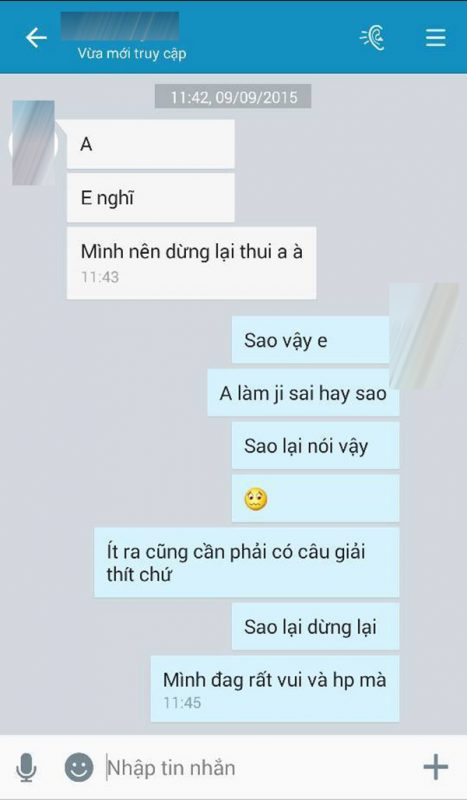 Vừa mới truy cập
11:42, 09/09/2015
A
E nghĩ
Mình nên dừng lại thui a à
11:43
Sao vậy e
A làm ji sai hay sao
Sao lại nói vậy
Ít ra cũng cần phải có câu giải
thít chứ
Sao lại dừng lại
Mình đag rất vui và hp mà
11:45
Nhập tin nhắn